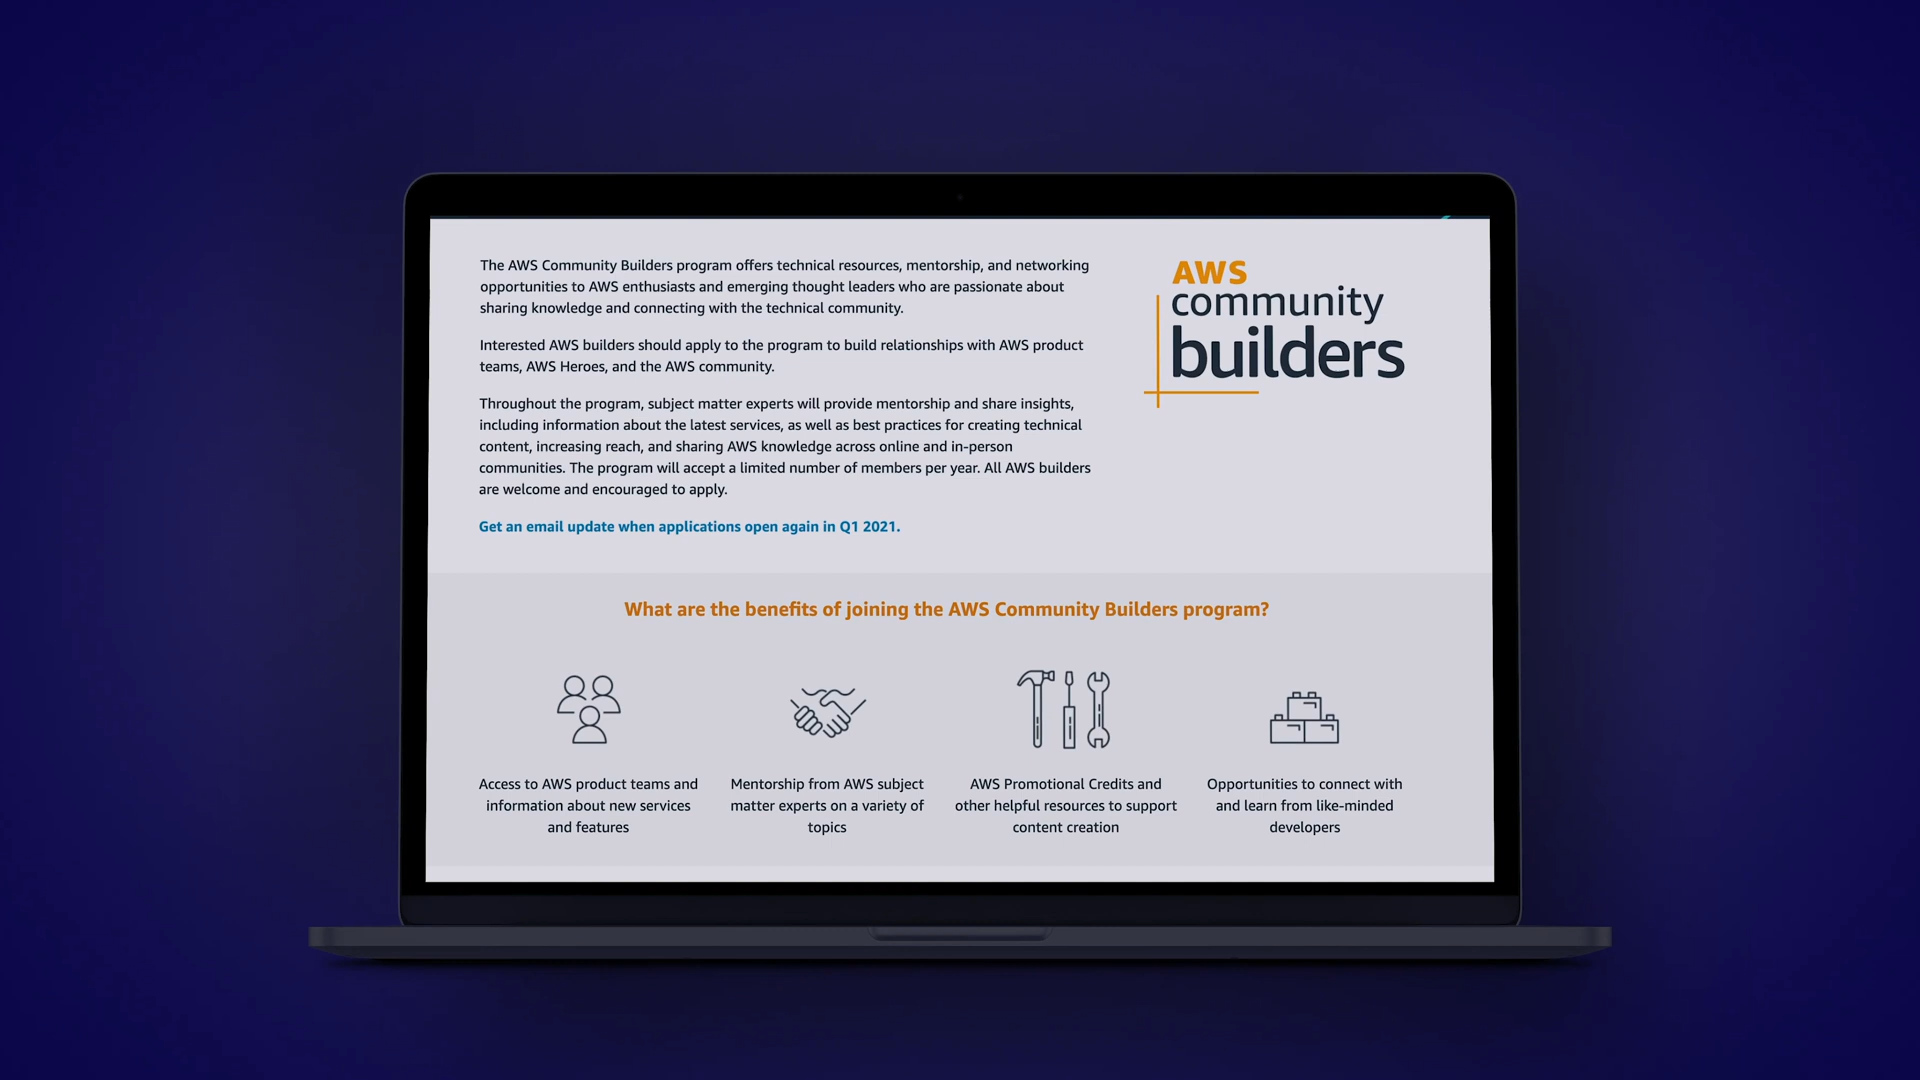 The AWS Community Builders program offers technical resources, mentorship, and networking
opportunities to AWS enthusiasts and emerging thought leaders who are passionate about
sharing knowledge and connecting with the technical community.
Interested AWS builders should apply to the program to build relationships with AWS product
teams, AWS Heroes, and the AWS community.
Throughout the program, subject matter experts will provide mentorship and share insights,
including information about the latest services, as well as best practices for creating technical
content, increasing reach, and sharing AWS knowledge across online and in-person
communities. The program will accept a limited number of members per year. All AWS builders
are welcome and encouraged to apply.
Get an email update when applications open again in Q1 2021.
AWS
community
builders
What are the benefits of joining the AWS Community Builders program?
Access to AWS product teams and
information about new services
and features
Mentorship from AWS subject
matter experts on a variety of
topics
AWS Promotional Credits and
other helpful resources to support
content creation
Opportunities to connect with
and learn from like-minded
developers